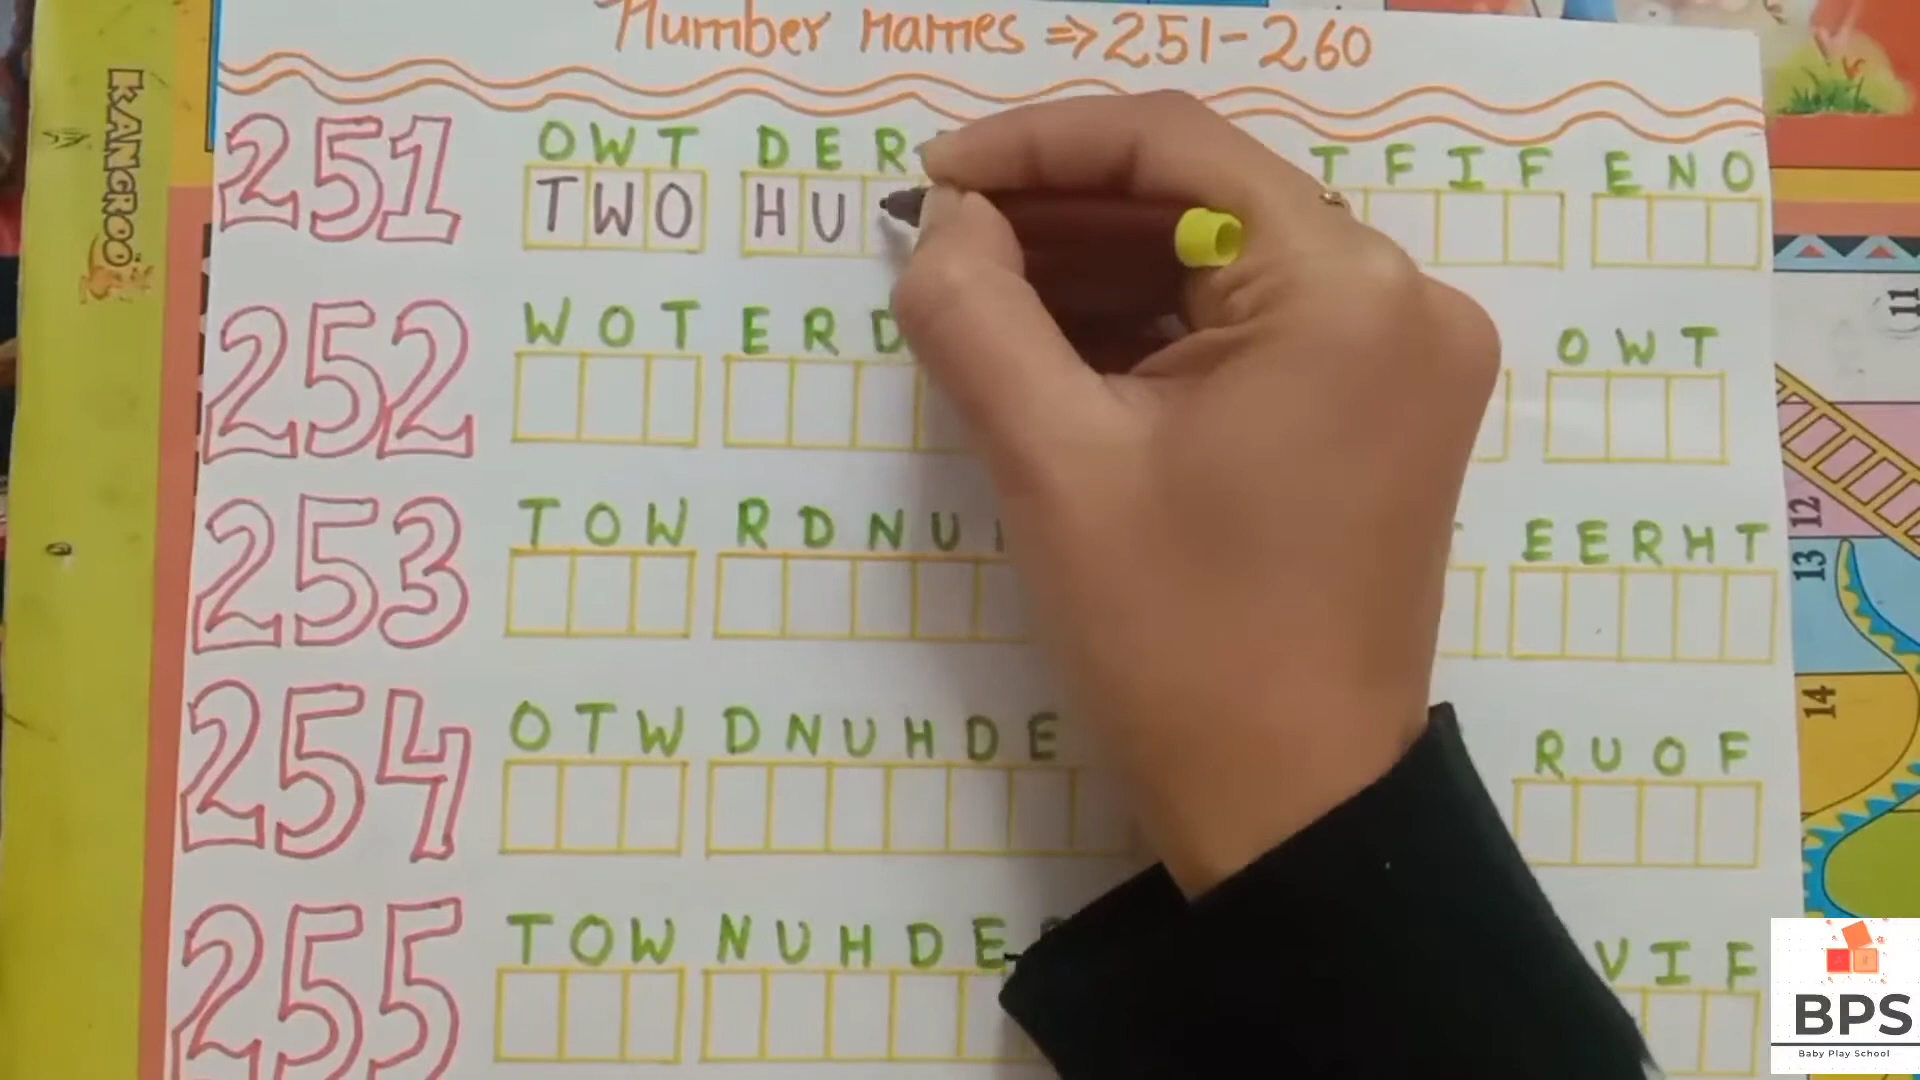 Number names ⇒ 251-260
KANGROO
251 OWT DER T F I F ENO
TWO HU
11
252 WOT ERD OWT
253 TOW RDNU EERHT
12
13
254 OTW DNUHDE RUOF
14
255 TOW NUHDE VIF
BPS
Baby Play School